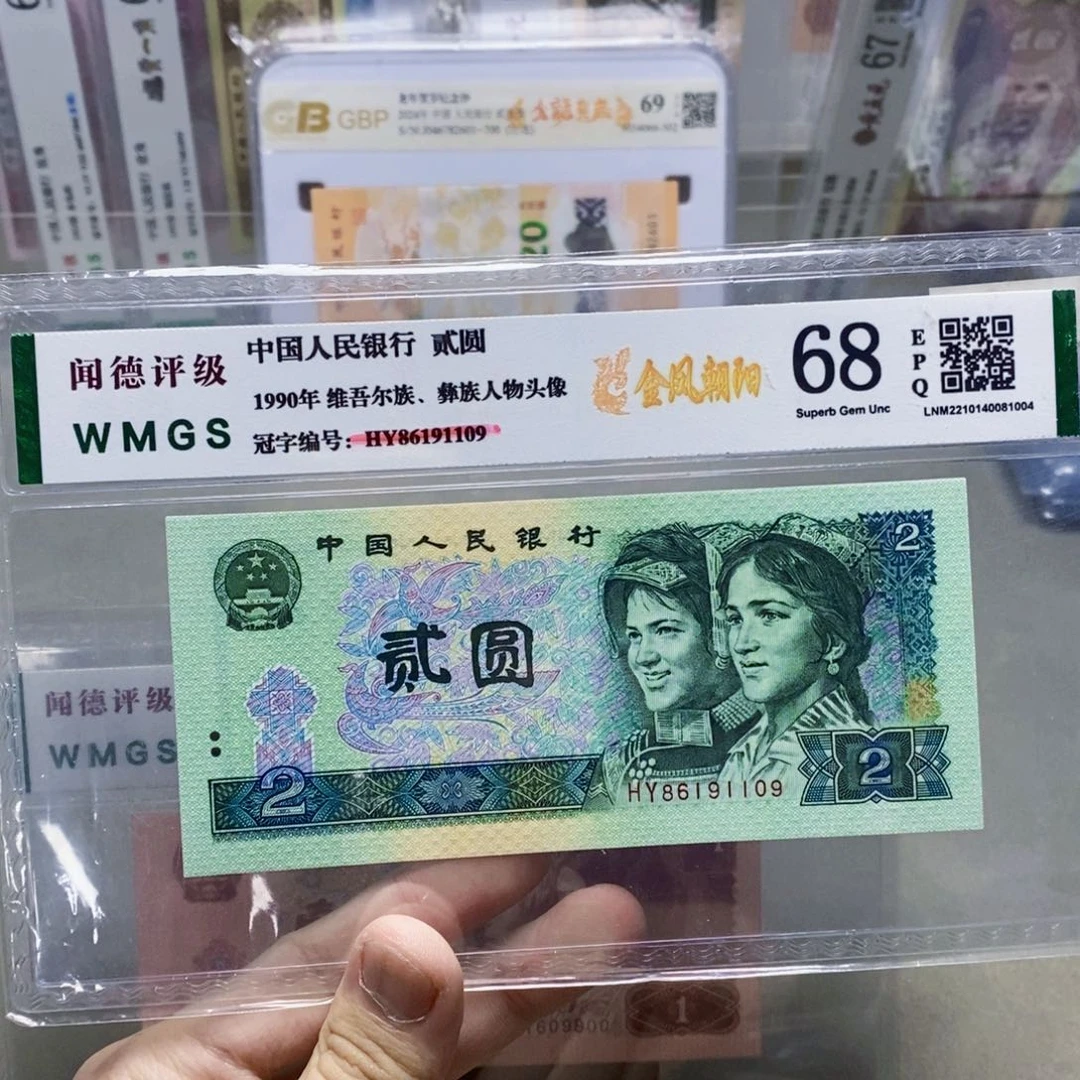 67
GB GBP
69
闻德评级
WMGS
中国人民银行 贰圆
1990年 维吾尔族、彝族人物头像
冠字编号：HY86191109
金凤朝阳
68
Superb Gem Unc
EPQ
LNM2210140081004
中国人民银行
2
贰圆
2
HY86191109
2
闻德评级
WMGS
1